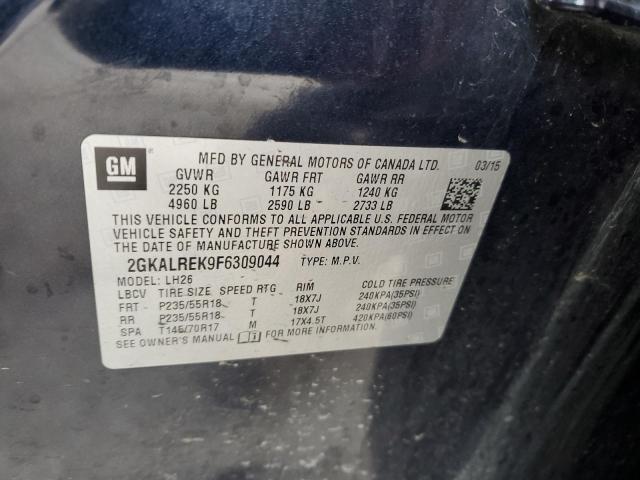 GM
MFD BY GENERAL MOTORS OF CANADA LTD. 03/15
GVWR GAWR FRT GAWR RR
2250 KG 1175 KG 1240 KG
4960 LB 2590 LB 2733 LB
THIS VEHICLE CONFORMS TO ALL APPLICABLE U.S. FEDERAL MOTOR
VEHICLE SAFETY AND THEFT PREVENTION STANDARDS IN EFFECT ON
THE DATE OF MANUFACTURE SHOWN ABOVE.
2GKALREK9F6309044 TYPE: M.P.V.
MODEL: LH26
LBCV TIRE SIZE SPEED RTG RIM COLD TIRE PRESSURE
FRT P235/55R18 T 18X7J 240KPA(35PSI)
RR P235/55R18 T 18X7J 240KPA(35PSI)
SPA T145/70R17 M 17X4.5T 420KPA(60PSI)
SEE OWNER'S MANUAL FOR MORE INFORMATION.